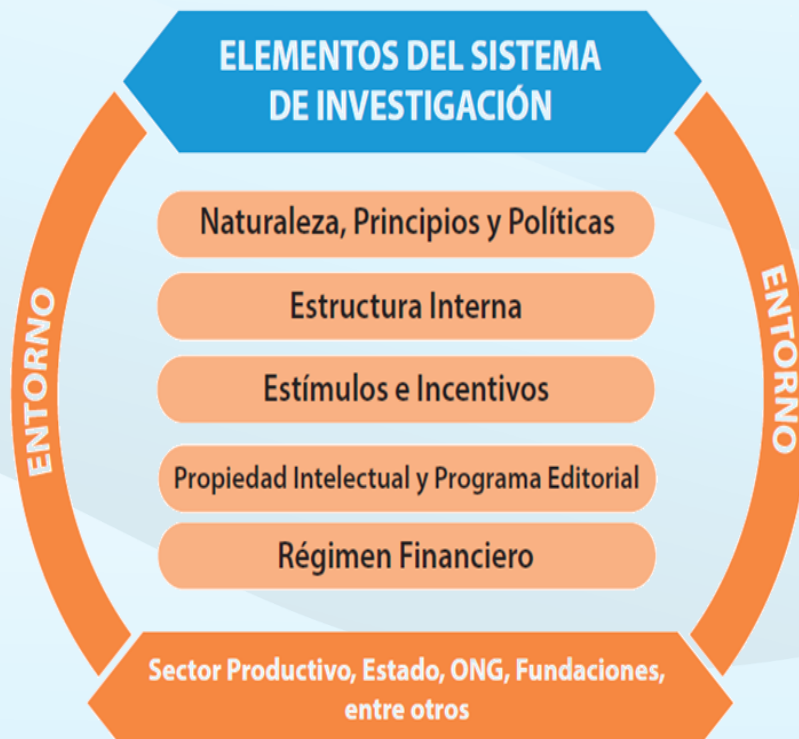 ELEMENTOS DEL SISTEMA
DE INVESTIGACIÓN
Naturaleza, Principios y Políticas
Estructura Interna
Estímulos e Incentivos
Propiedad Intelectual y Programa Editorial
Régimen Financiero
ENTORNO
ENTORNO
Sector Productivo, Estado, ONG, Fundaciones,
entre otros